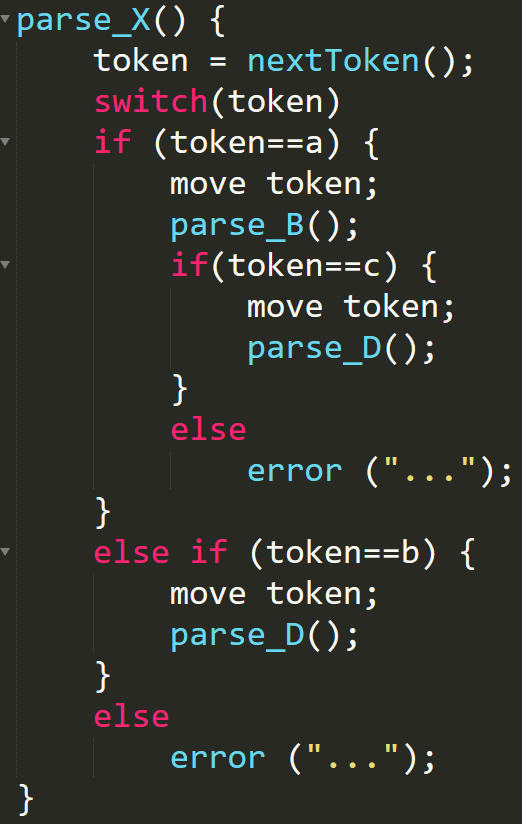 parse_X() {
    token = nextToken();
    switch(token)
    if (token==a) {
        move token;
        parse_B();
        if(token==c) {
            move token;
            parse_D();
        }
        else
            error ("...");
    }
    else if (token==b) {
        move token;
        parse_D();
    }
    else
        error ("...");
}